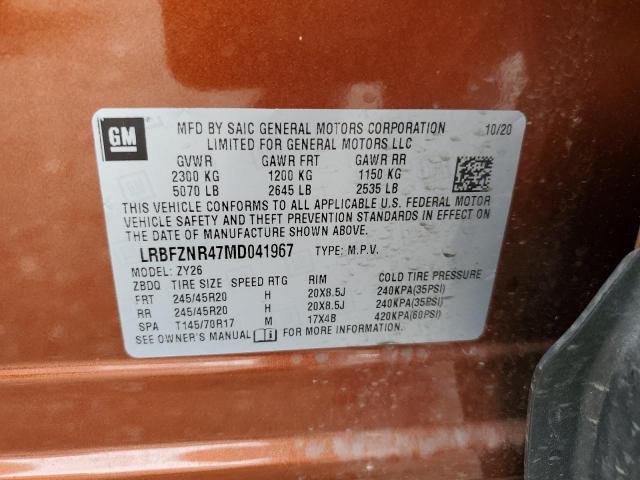 GM
MFD BY SAIC GENERAL MOTORS CORPORATION 10/20
LIMITED FOR GENERAL MOTORS LLC
GVWR GAWR FRT GAWR RR
2300 KG 1200 KG 1150 KG
5070 LB 2645 LB 2535 LB
THIS VEHICLE CONFORMS TO ALL APPLICABLE U.S. FEDERAL MOTOR
VEHICLE SAFETY AND THEFT PREVENTION STANDARDS IN EFFECT ON
THE DATE OF MANUFACTURE SHOWN ABOVE.
LRBFZNR47MD041967 TYPE: M.P.V.
MODEL: ZY26
ZBDQ TIRE SIZE SPEED RTG RIM COLD TIRE PRESSURE
FRT 245/45R20 H 20X8.5J 240KPA(35PSI)
RR 245/45R20 H 20X8.5J 240KPA(35PSI)
SPA T145/70R17 M 17X4B 420KPA(60PSI)
SEE OWNER'S MANUAL